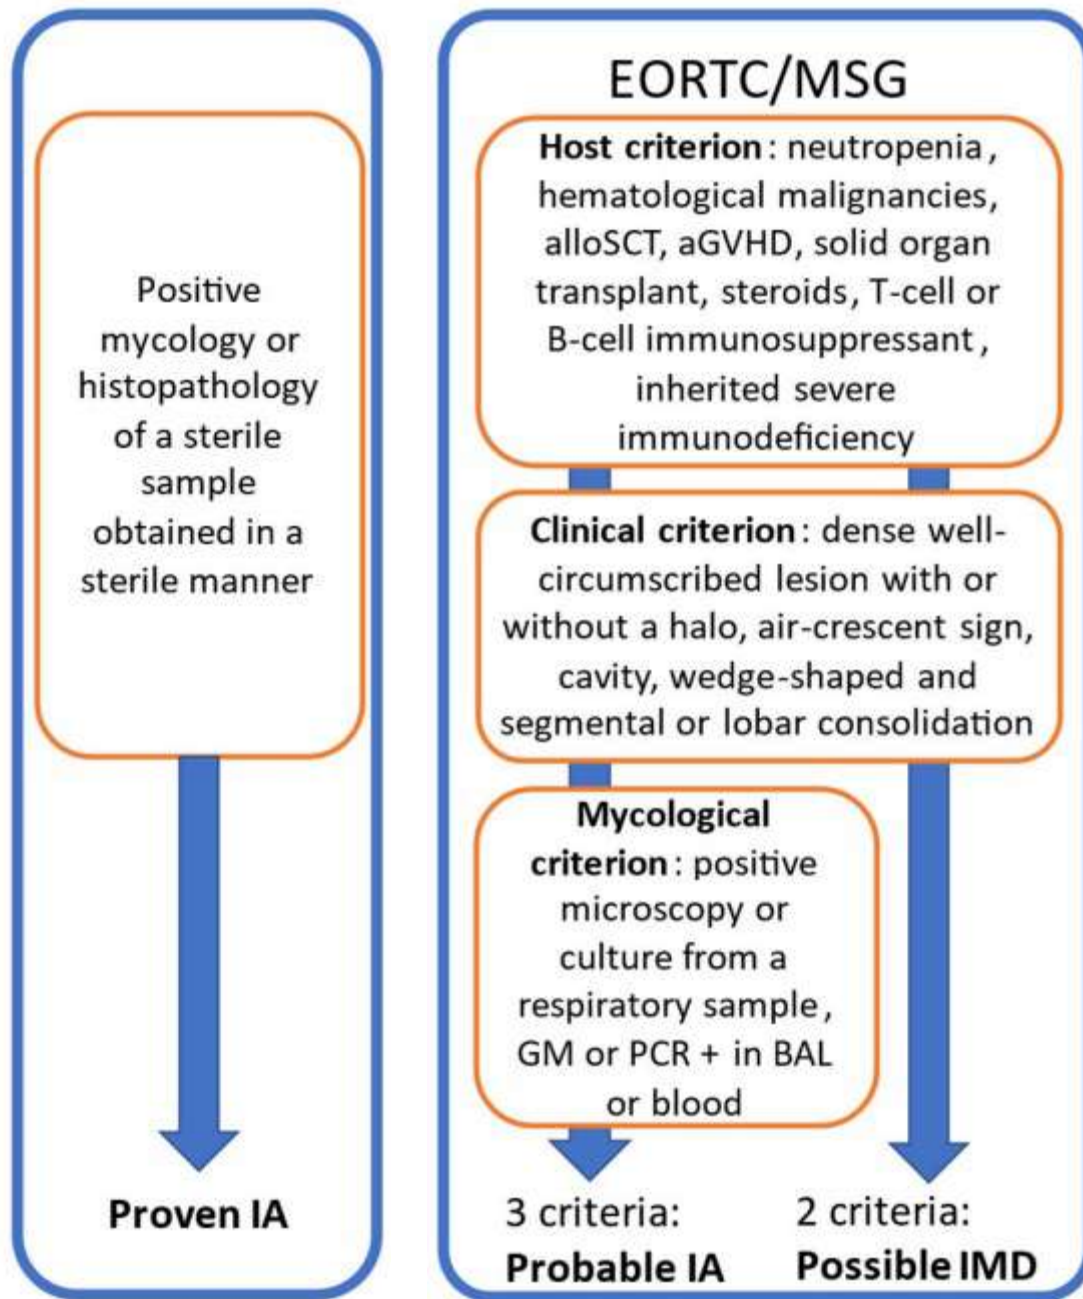 Positive
mycology or
histopathology
of a sterile
sample
obtained in a
sterile manner
Proven IA
EORTC/MSG
Host criterion: neutropenia,
hematological malignancies,
alloSCT, aGVHD, solid organ
transplant, steroids, T-cell or
B-cell immunosuppressant,
inherited severe
immunodeficiency
Clinical criterion: dense well-
circumscribed lesion with or
without a halo, air-crescent sign,
cavity, wedge-shaped and
segmental or lobar consolidation
Mycological
criterion: positive
microscopy or
culture from a
respiratory sample,
GM or PCR + in BAL
or blood
3 criteria:
Probable IA
2 criteria:
Possible IMD